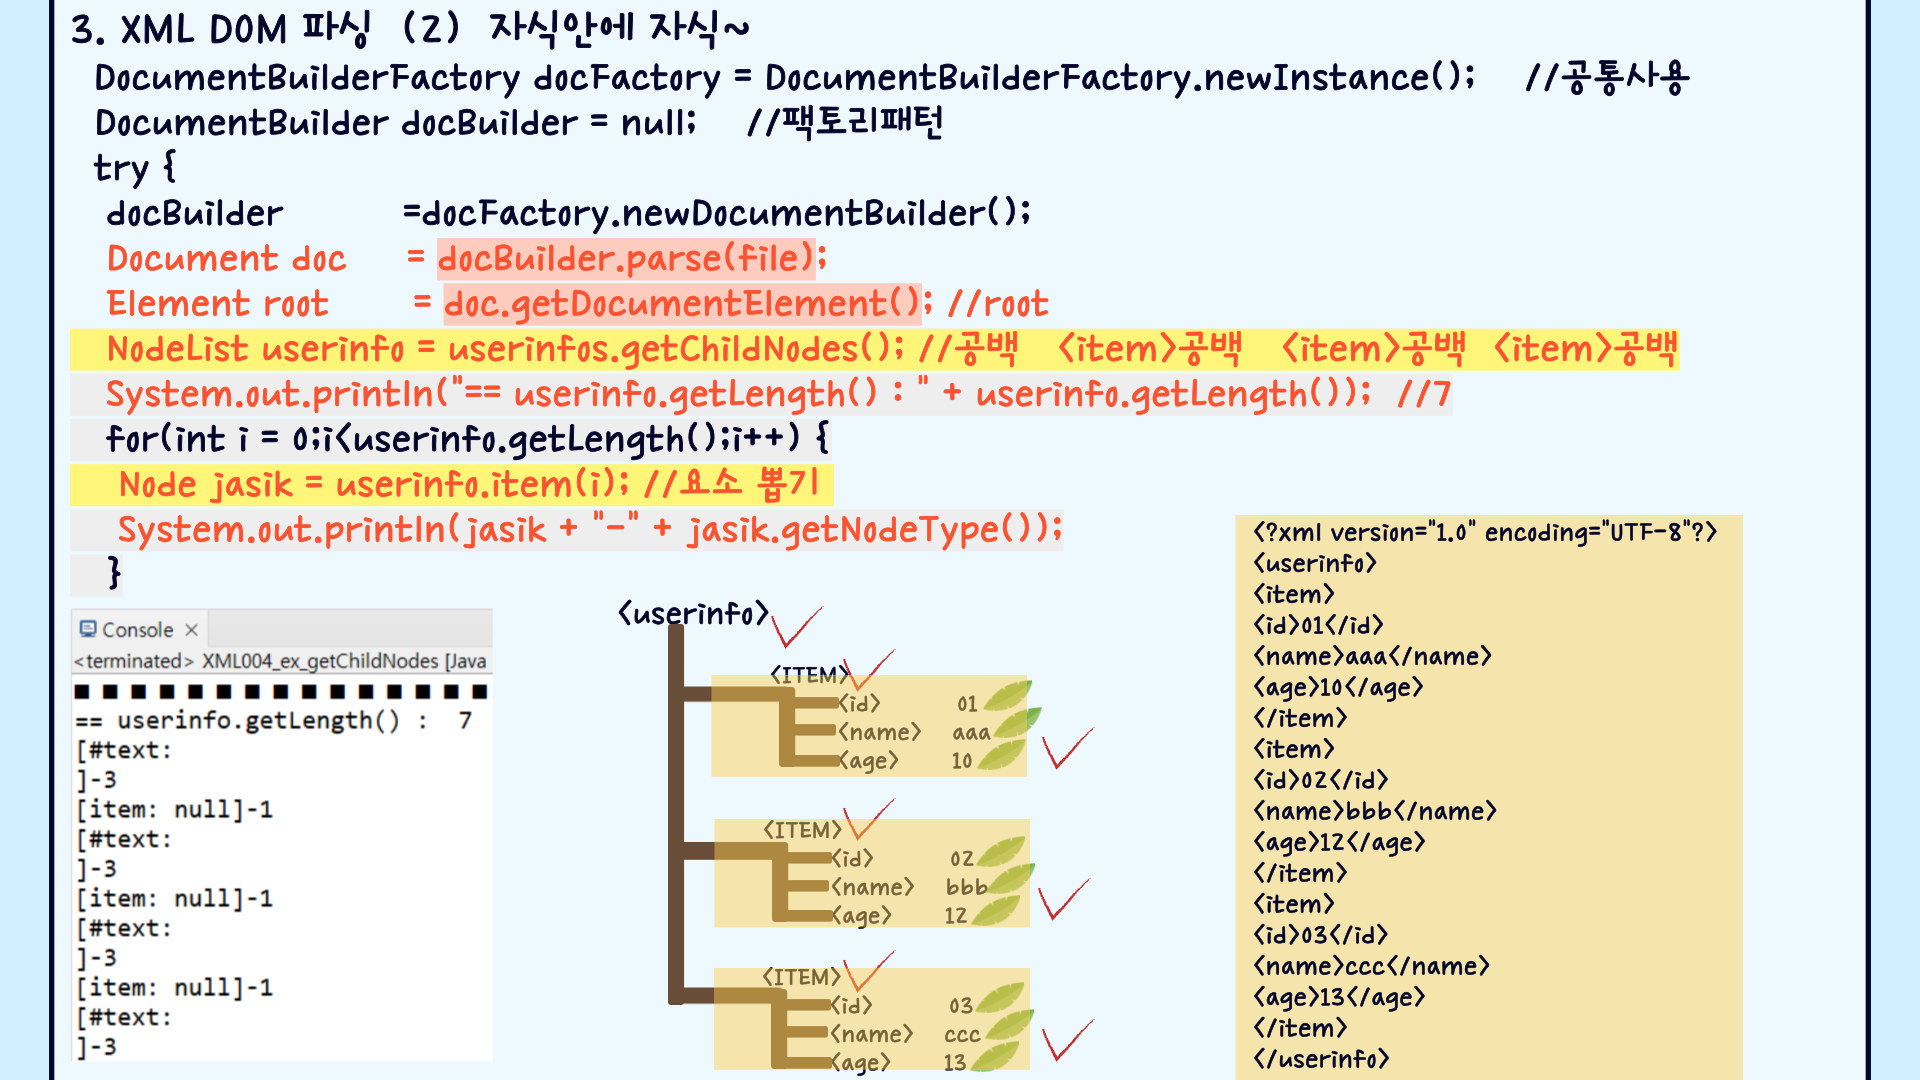 3. XML DOM 파싱 (2) 자식안에 자식~
DocumentBuilderFactory docFactory = DocumentBuilderFactory.newInstance(); //공통사용
DocumentBuilder docBuilder = null; //팩토리패턴
try {
docBuilder =docFactory.newDocumentBuilder();
Document doc = docBuilder.parse(file);
Element root = doc.getDocumentElement(); //root
NodeList userinfo = userinfos.getChildNodes(); //공백 <item>공백 <item>공백 <item>공백
System.out.println("== userinfo.getLength() : " + userinfo.getLength()); //7
for(int i = 0;i<userinfo.getLength();i++) {
Node jasik = userinfo.item(i); //요소 뽑기
System.out.println(jasik + "-" + jasik.getNodeType());
}
Console
<terminated> XML004_ex_getChildNodes [Java
■ ■ ■ ■ ■ ■ ■ ■ ■ ■ ■ ■ ■ ■ ■
== userinfo.getLength() : 7
[#text:
]-3
[item: null]-1
[#text:
]-3
[item: null]-1
[#text:
]-3
[item: null]-1
[#text:
]-3
<userinfo>
<ITEM>
<id> 01
<name> aaa
<age> 10
<ITEM>
<id> 02
<name> bbb
<age> 12
<ITEM>
<id> 03
<name> ccc
<age> 13
<?xml version="1.0" encoding="UTF-8"?>
<userinfo>
<item>
<id>01</id>
<name>aaa</name>
<age>10</age>
</item>
<item>
<id>02</id>
<name>bbb</name>
<age>12</age>
</item>
<item>
<id>03</id>
<name>ccc</name>
<age>13</age>
</item>
</userinfo>